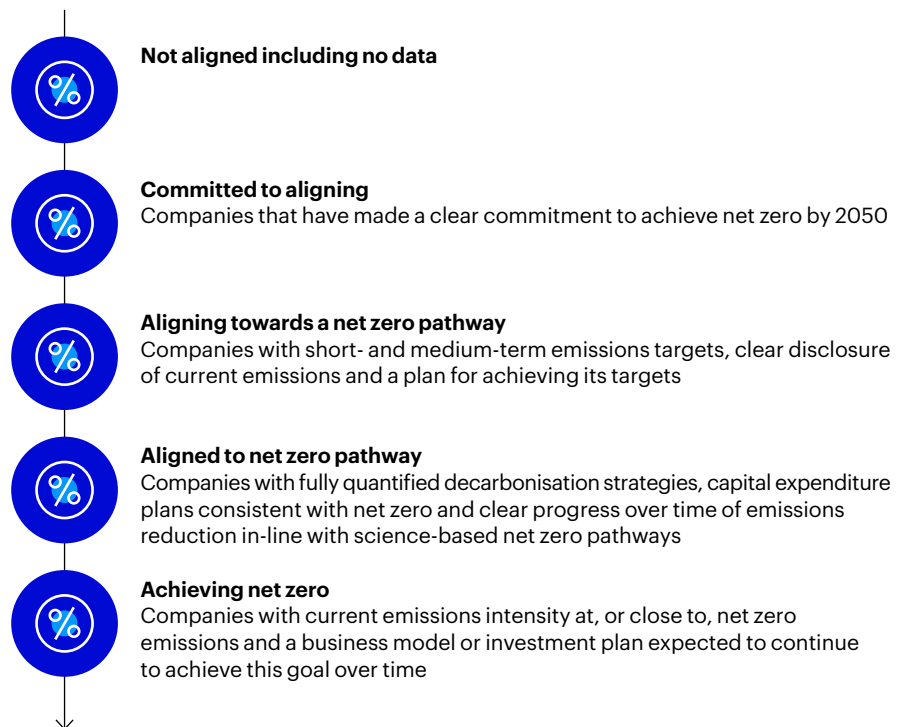 Not aligned including no data
Committed to aligning
Companies that have made a clear commitment to achieve net zero by 2050
Aligning towards a net zero pathway
Companies with short- and medium-term emissions targets, clear disclosure
of current emissions and a plan for achieving its targets
Aligned to net zero pathway
Companies with fully quantified decarbonisation strategies, capital expenditure
plans consistent with net zero and clear progress over time of emissions
reduction in-line with science-based net zero pathways
Achieving net zero
Companies with current emissions intensity at, or close to, net zero
emissions and a business model or investment plan expected to continue
to achieve this goal over time